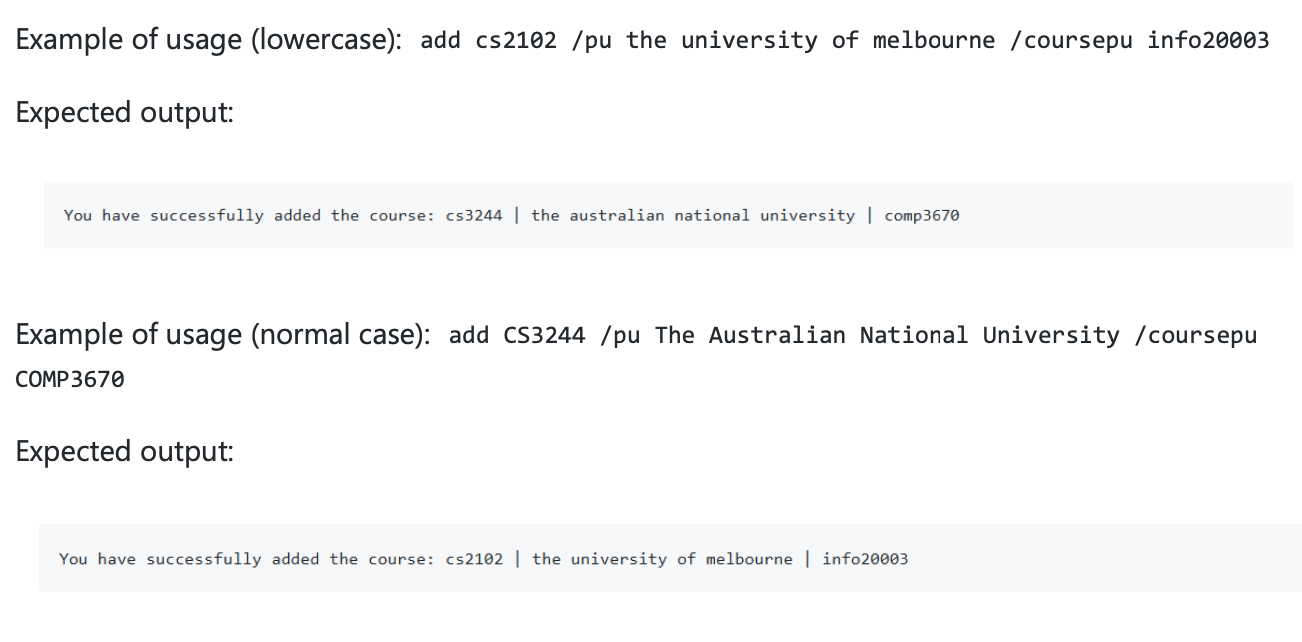 Example of usage (lowercase): add cs2102 /pu the university of melbourne /coursepu info20003
Expected output:
You have successfully added the course: cs3244 | the australian national university | comp3670
Example of usage (normal case): add CS3244 /pu The Australian National University /coursepu
COMP3670
Expected output:
You have successfully added the course: cs2102 | the university of melbourne | info20003